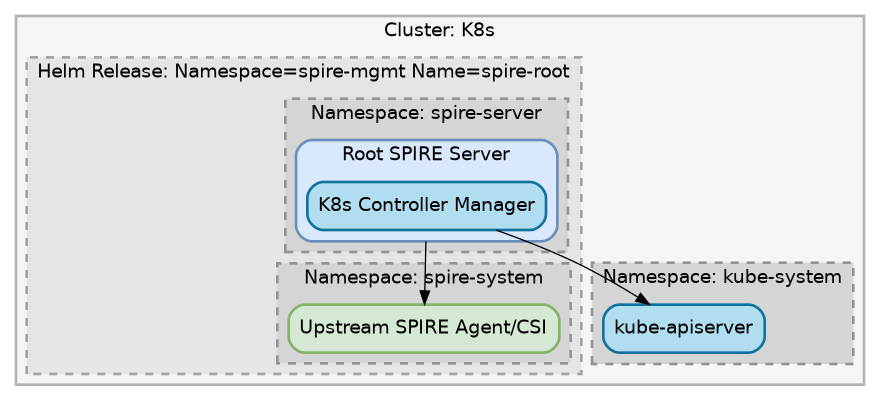 Cluster: K8s
Helm Release: Namespace=spire-mgmt Name=spire-root
Namespace: spire-server
Root SPIRE Server
K8s Controller Manager
Namespace: spire-system
Namespace: kube-system
Upstream SPIRE Agent/CSI
kube-apiserver